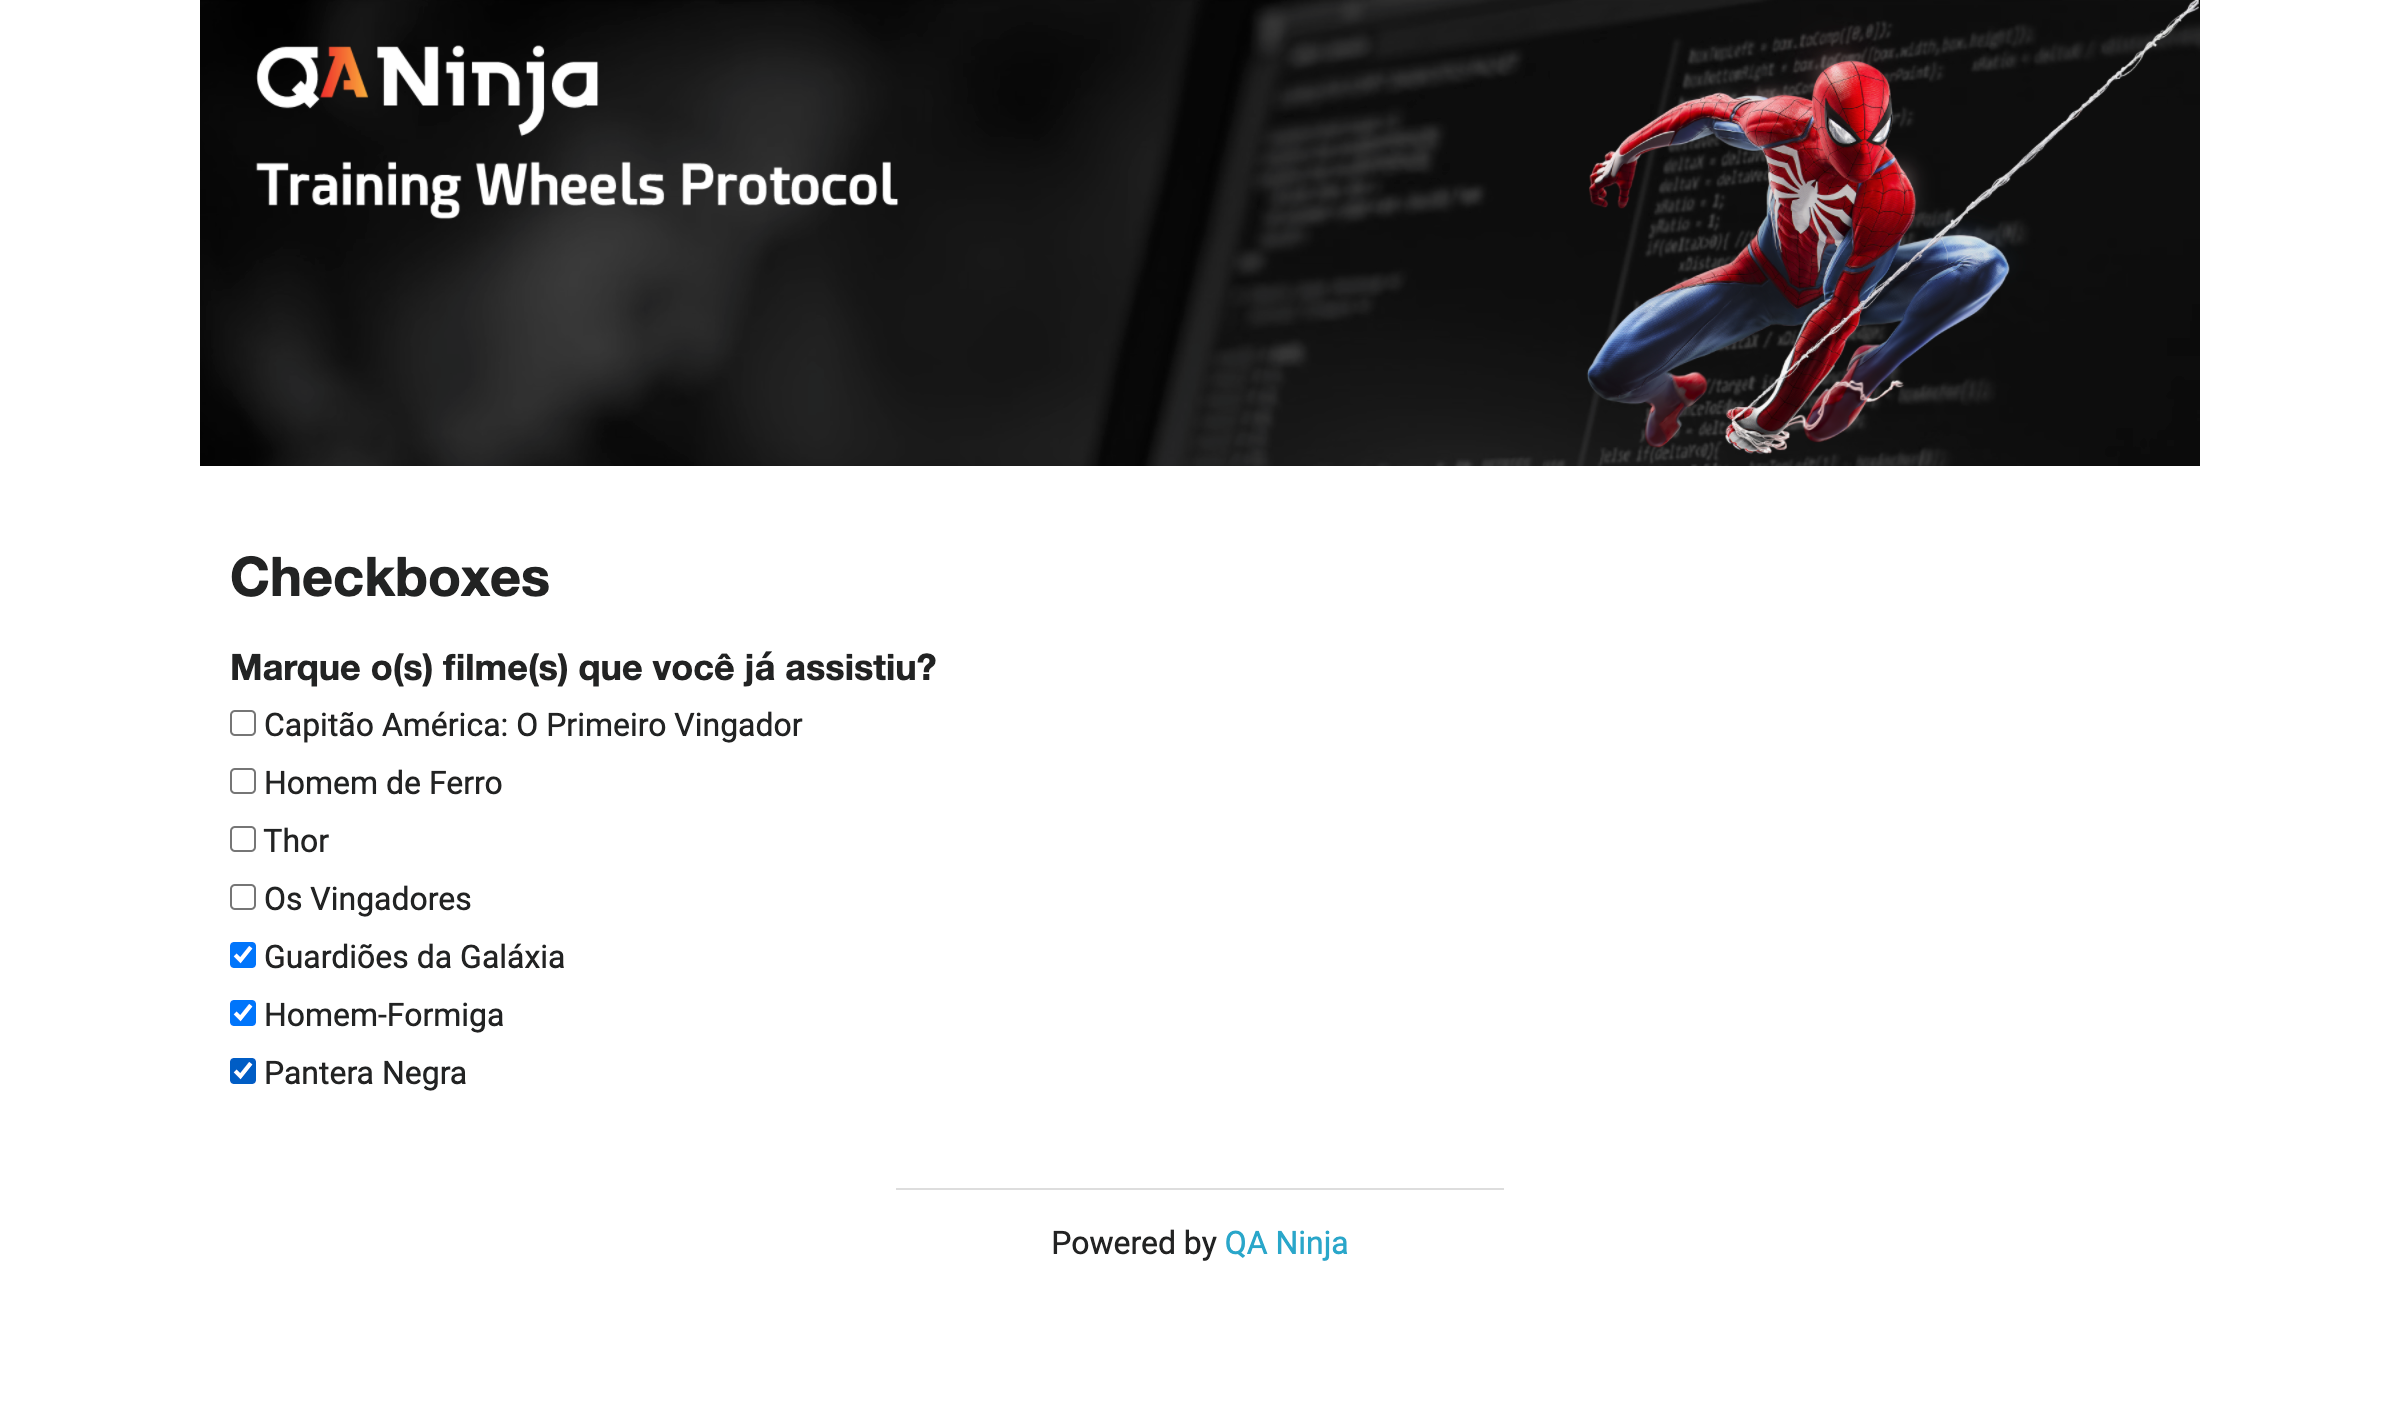 QA Ninja
Training Wheels Protocol
Checkboxes
Marque o(s) filme(s) que você já assistiu?
Capitão América: O Primeiro Vingador
Homem de Ferro
Thor
Os Vingadores
Guardiões da Galáxia
Homem-Formiga
Pantera Negra
Powered by QA Ninja